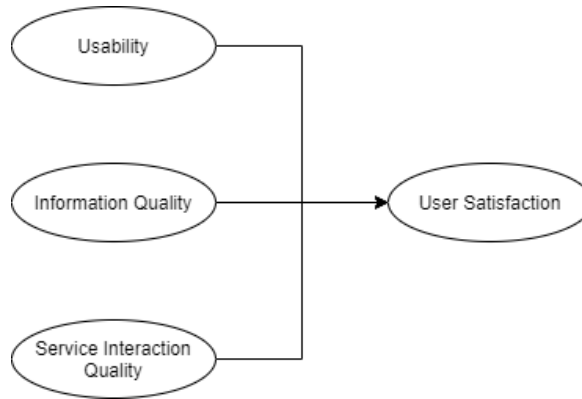 Usability
Information Quality
User Satisfaction
Service Interaction
Quality